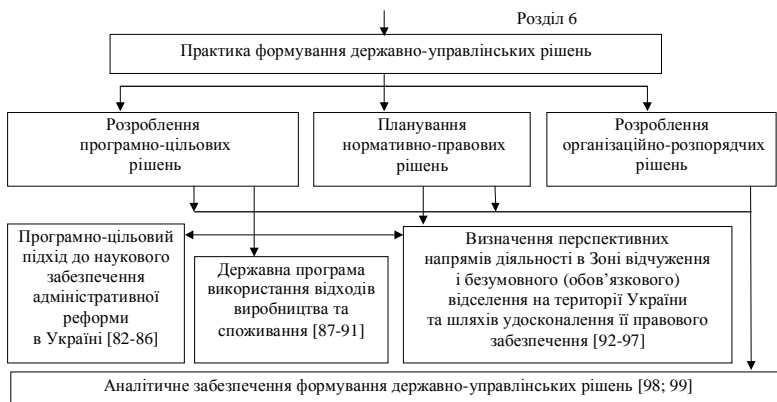 Розділ 6
Практика формування державно-управлінських рішень
Розроблення
програмно-цільових
рішень
Планування
нормативно-правових
рішень
Розроблення
організаційно-розпорядчих
рішень
Програмно-цільовий
підхід до наукового
забезпечення
адміністративної
реформи
в Україні [82-86]
Державна програма
використання відходів
виробництва та
споживання [87-91]
Визначення перспективних
напрямів діяльності в Зоні відчуження
і безумовного (обов’язкового)
відселення на території України
та шляхів удосконалення її правового
забезпечення [92-97]
Аналітичне забезпечення формування державно-управлінських рішень [98; 99]